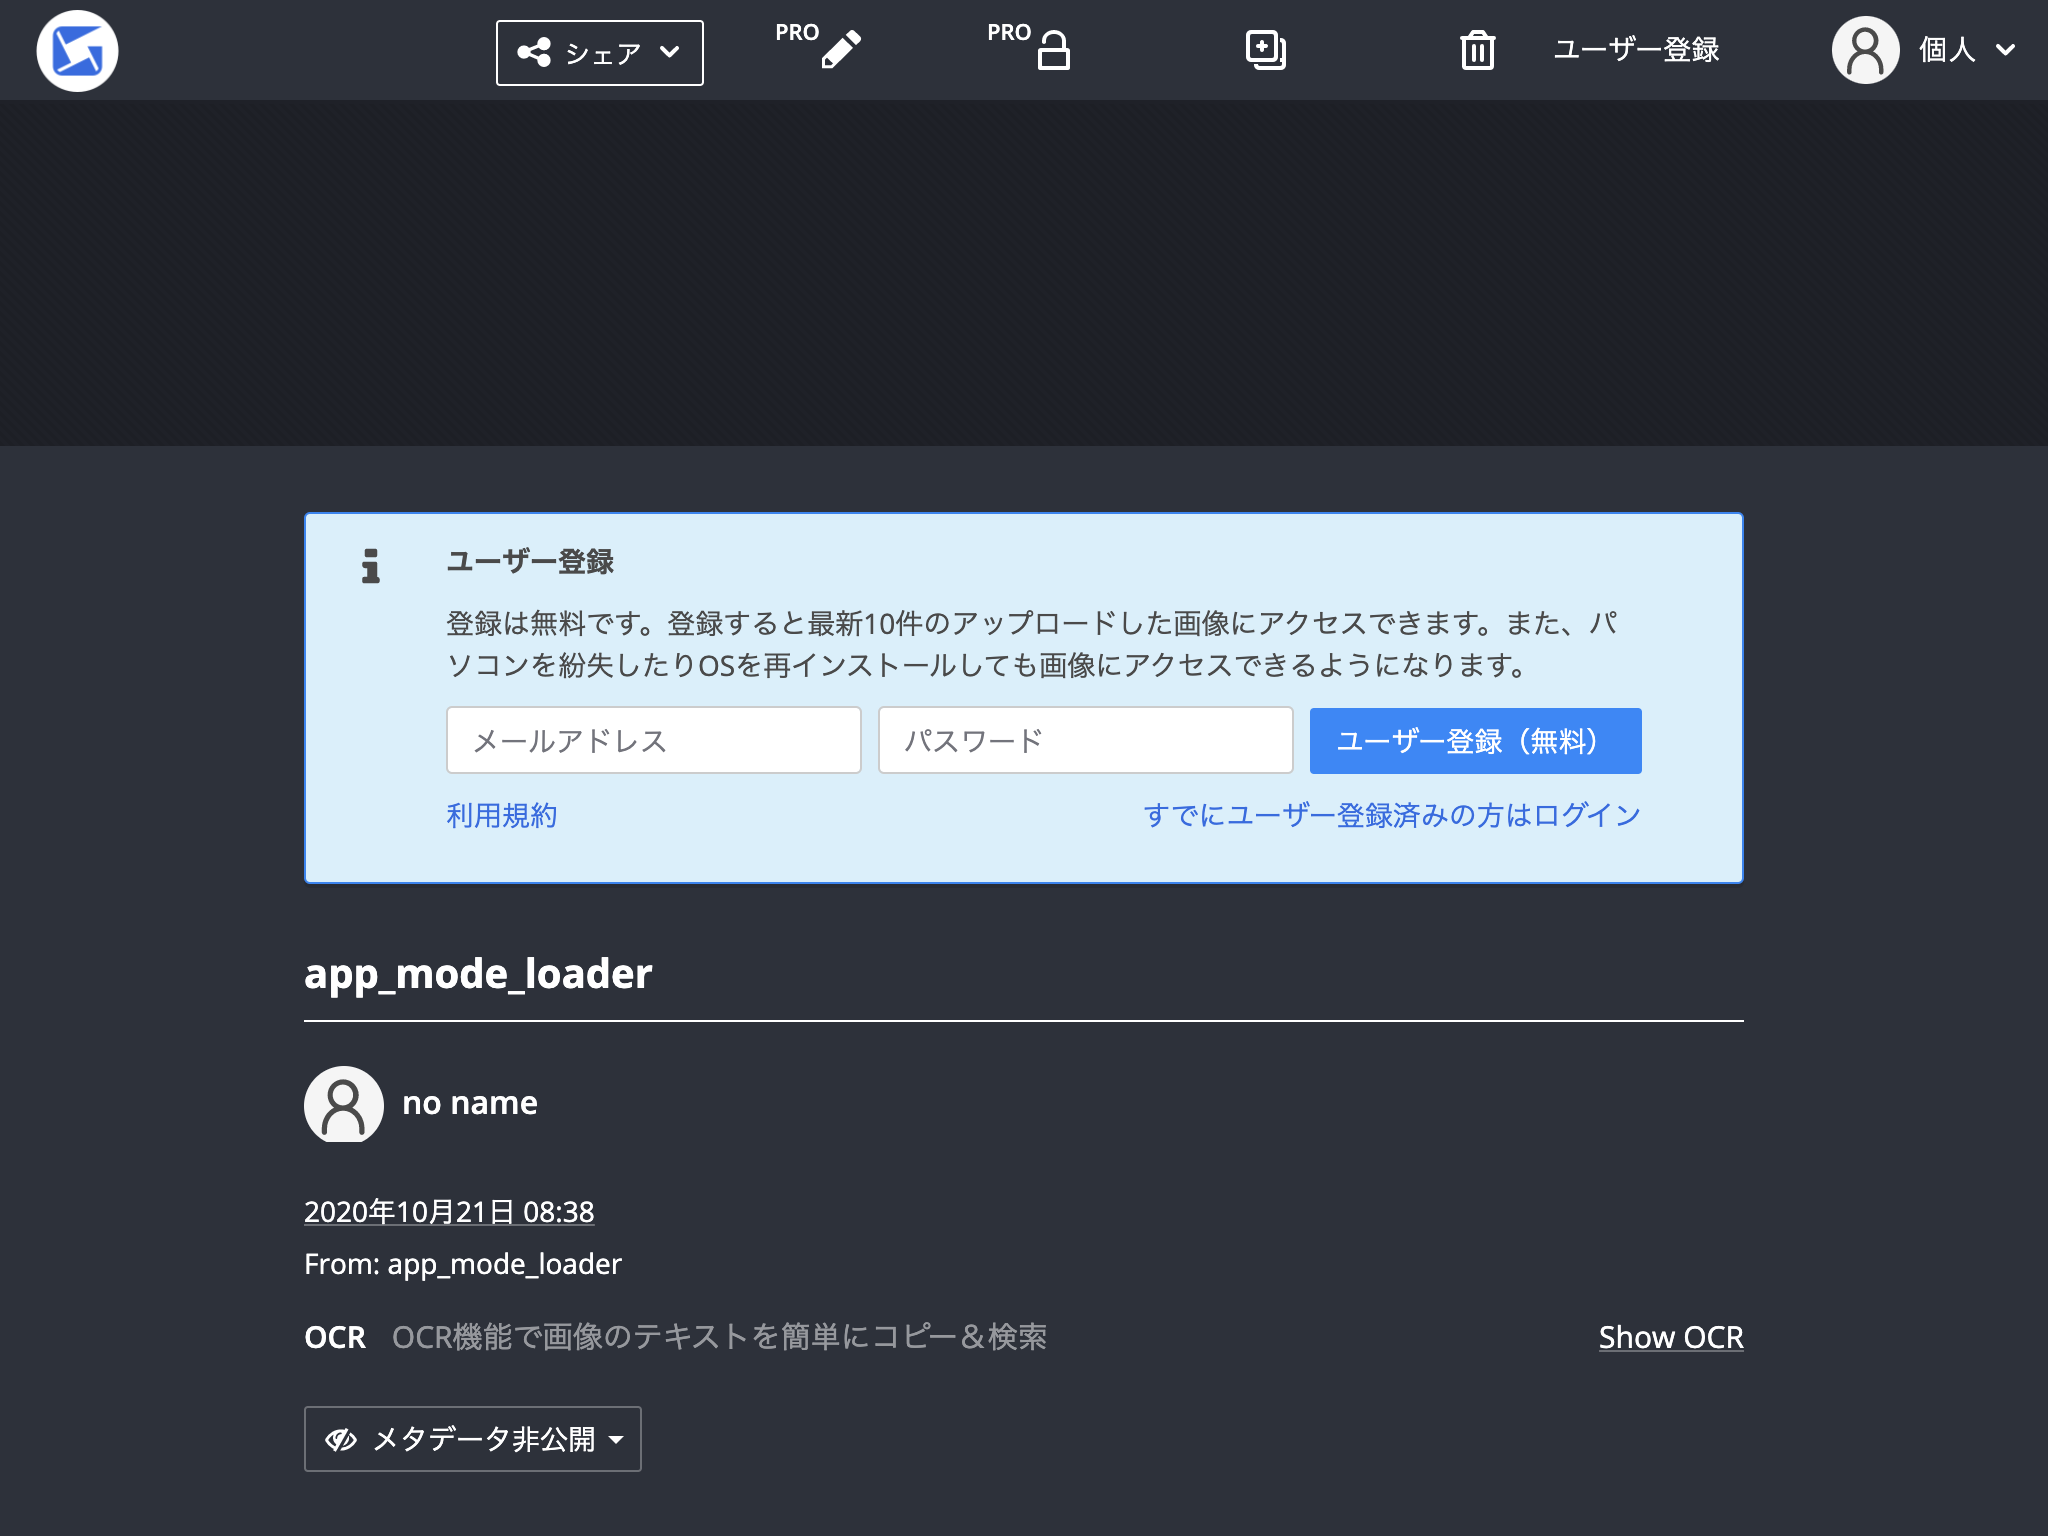 シェア
PRO
PRO
ユーザー登録
個人
ユーザー登録
登録は無料です。登録すると最新10件のアップロードした画像にアクセスできます。また、パ
ソコンを紛失したりOSを再インストールしても画像にアクセスできるようになります。
メールアドレス
パスワード
ユーザー登録（無料）
利用規約
すでにユーザー登録済みの方はログイン
app_mode_loader
no name
2020年10月21日 08:38
From: app_mode_loader
OCR OCR機能で画像のテキストを簡単にコピー＆検索
Show OCR
メタデータ非公開